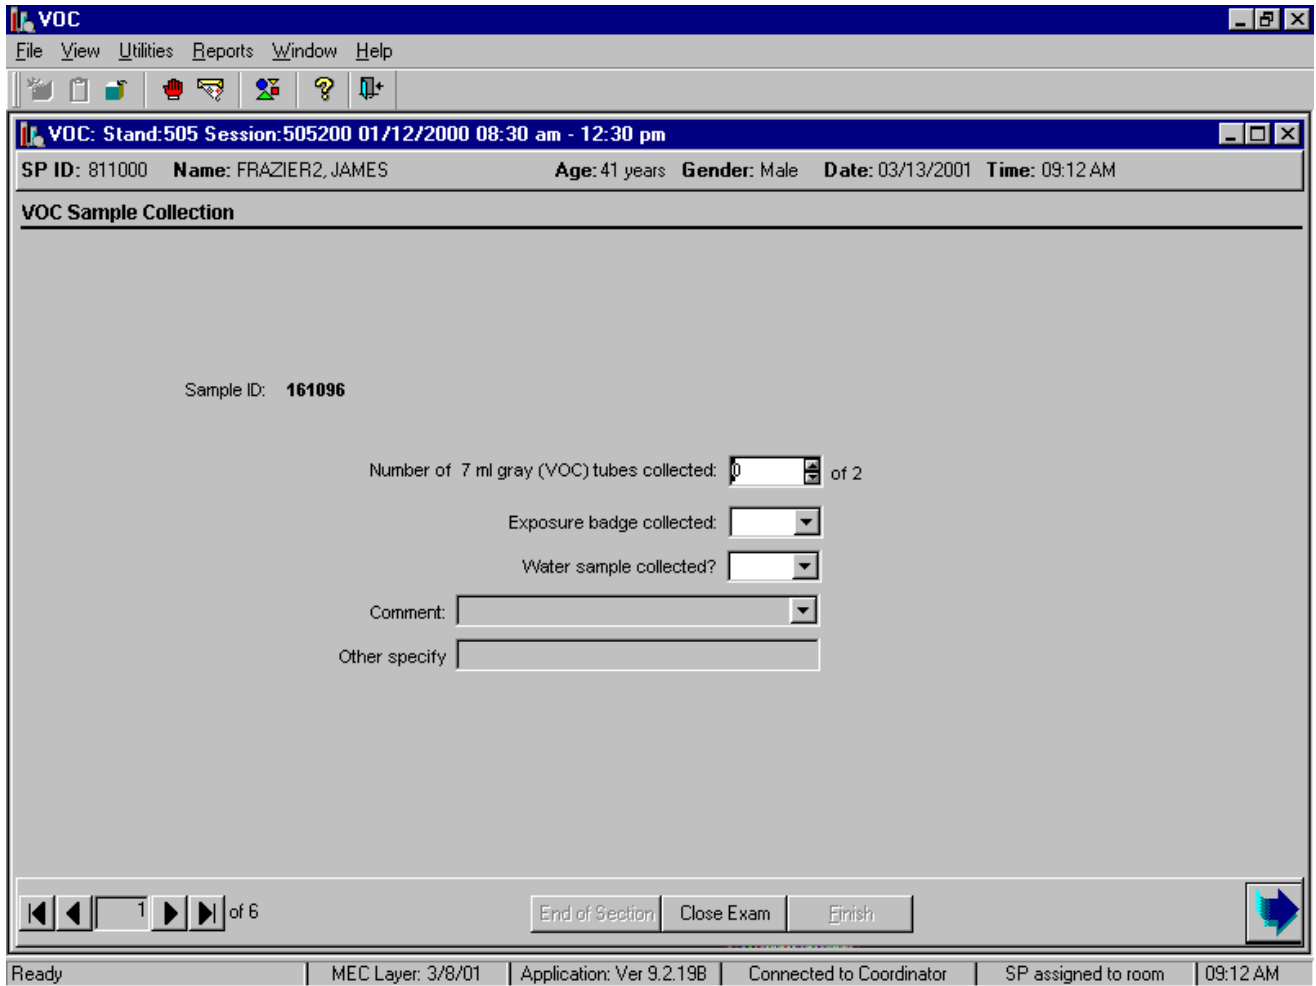 VOC
File View Utilities Reports Window Help
VOC: Stand:505 Session:505200 01/12/2000 08:30 am - 12:30 pm
SP ID: 811000 Name: FRAZIER2, JAMES Age: 41 years Gender: Male Date: 03/13/2001 Time: 09:12 AM
VOC Sample Collection
Sample ID: 161096
Number of 7 ml gray (VOC) tubes collected: 0 of 2
Exposure badge collected:
Water sample collected?
Comment:
Other specify
1 of 6 End of Section Close Exam Finish
Ready MEC Layer: 3/8/01 Application: Ver 9.2.19B Connected to Coordinator SP assigned to room 09:12 AM